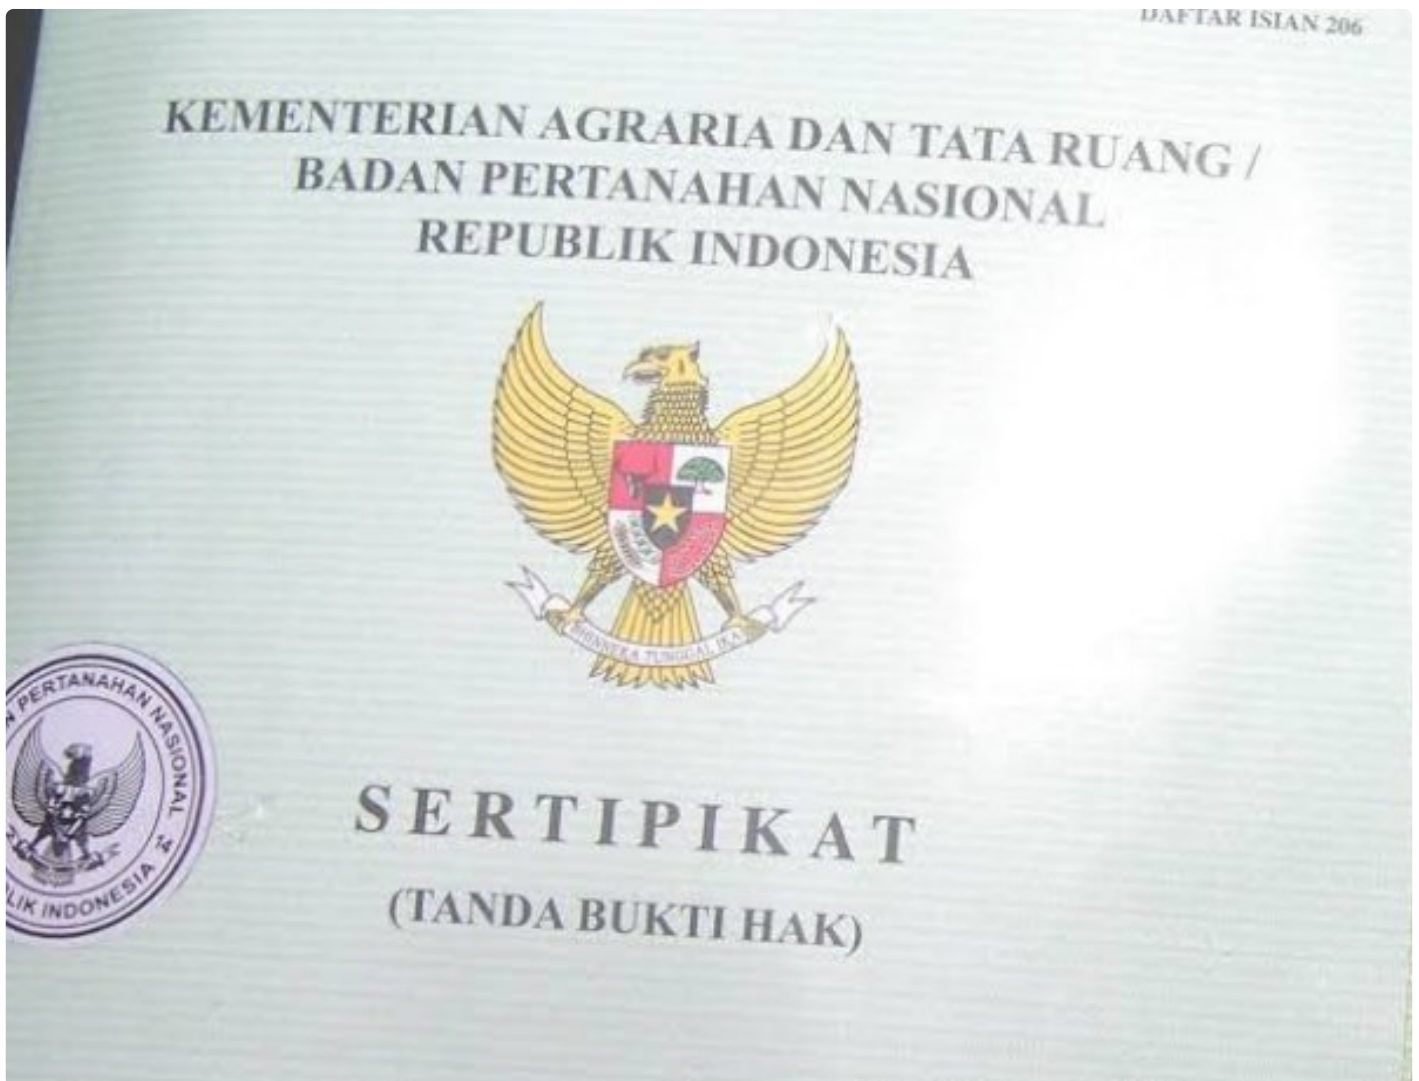 DAFTAR ISIAN 206
KEMENTERIAN AGRARIA DAN TATA RUANG /
BADAN PERTANAHAN NASIONAL
REPUBLIK INDONESIA
BHINNEKA TUNGGAL IKA
PERTANAHAN NASIONAL
14
INDONESIA
SERTIPIKAT
(TANDA BUKTI HAK)